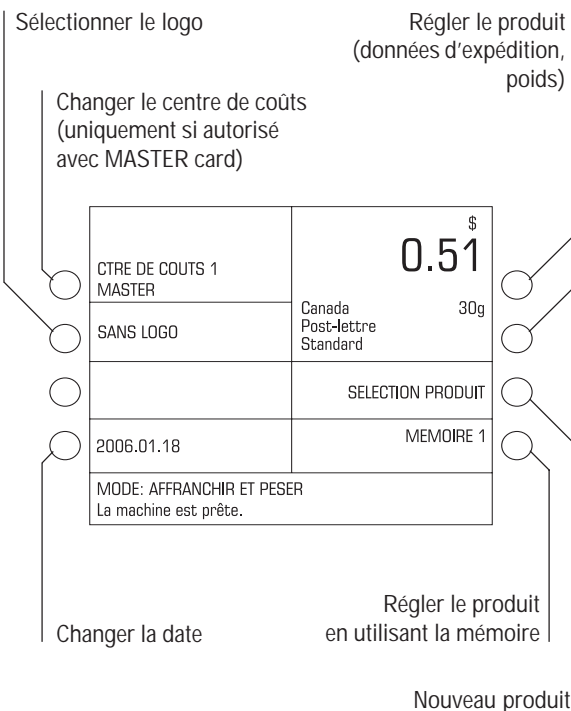 Sélectionner le logo
Régler le produit
(données d'expédition,
poids)
Changer le centre de coûts
(uniquement si autorisé
avec MASTER card)
CTRE DE COUTS 1
MASTER
$
0.51
SANS LOGO
Canada 30g
Post-lettre
Standard
SELECTION PRODUIT
2006.01.18
MEMOIRE 1
MODE: AFFRANCHIR ET PESER
La machine est prête.
Changer la date
Régler le produit
en utilisant la mémoire
Nouveau produit